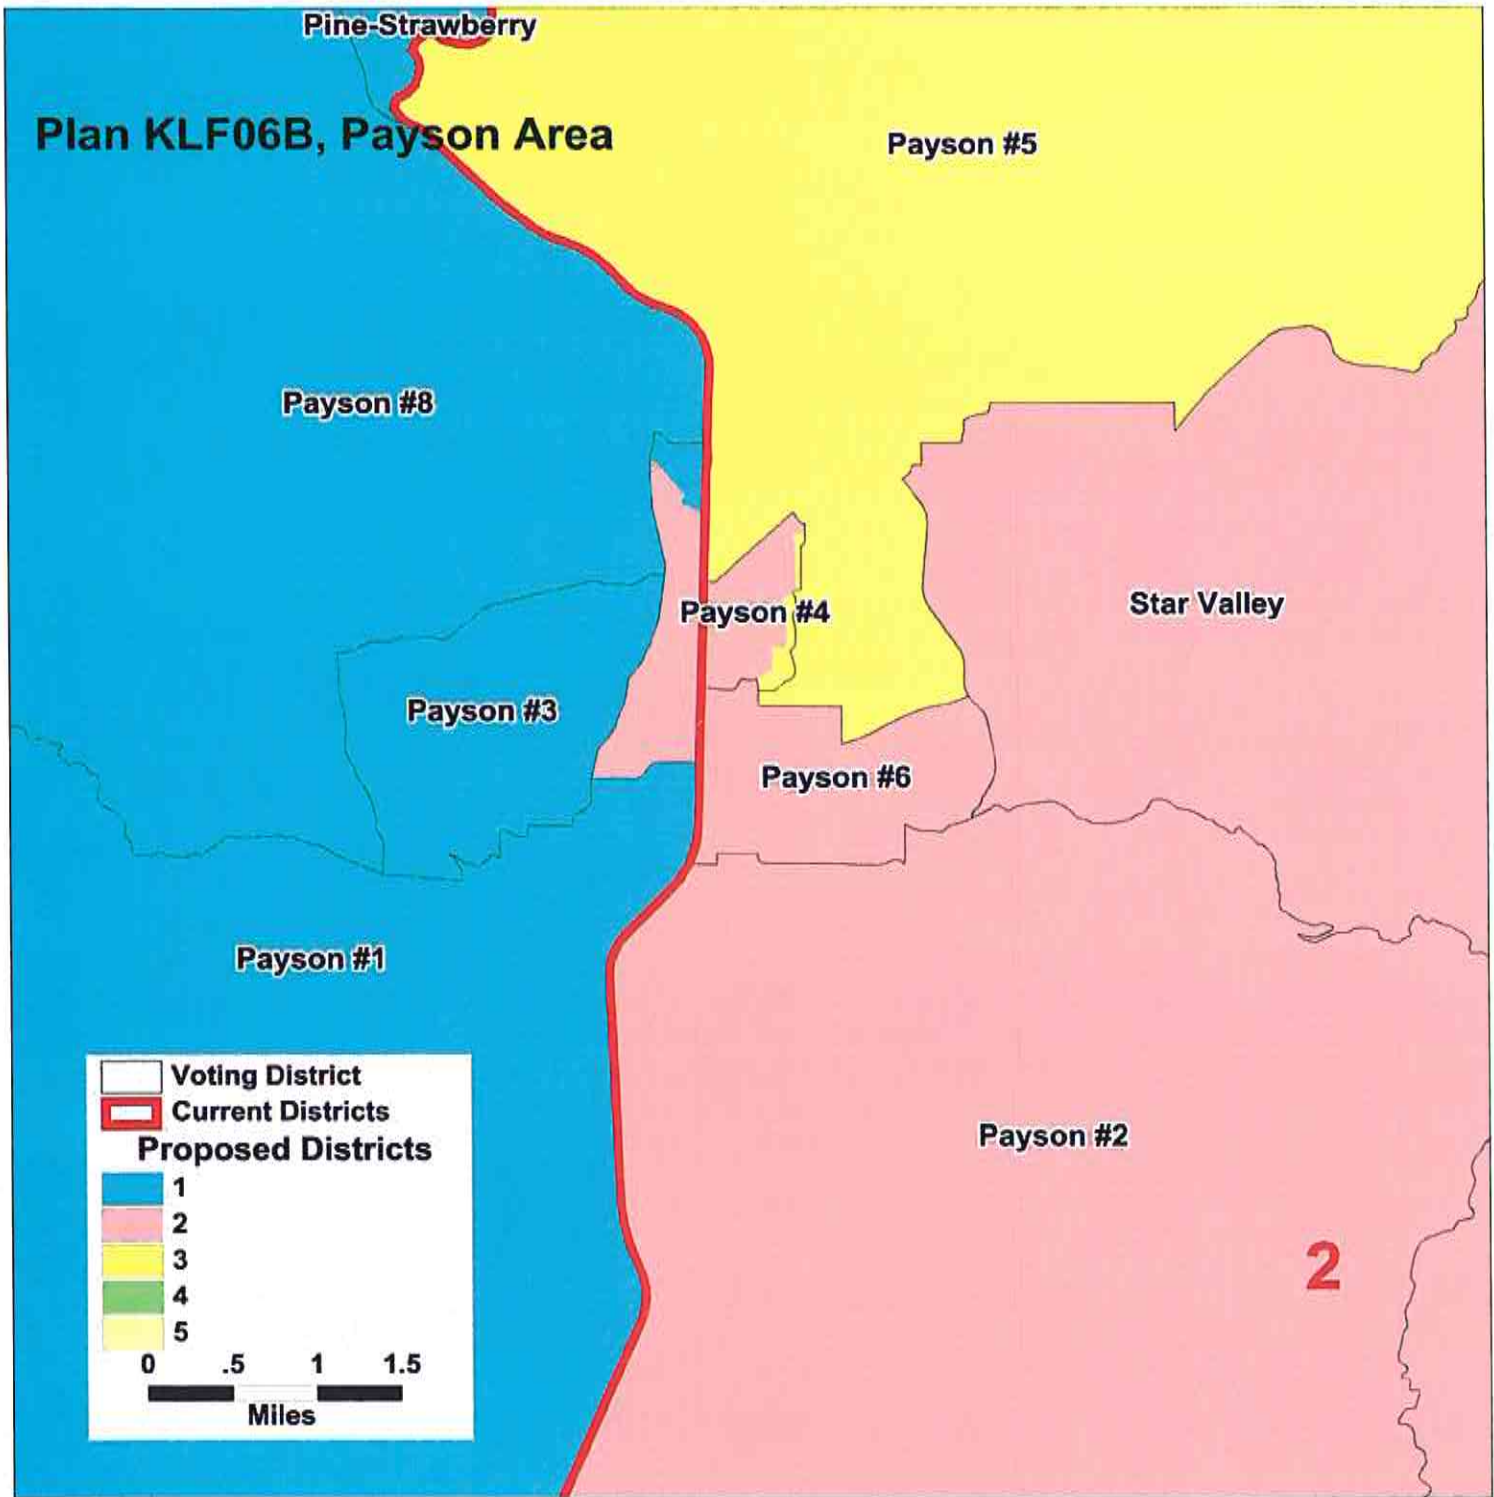 Pine-Strawberry
Plan KLF06B, Payson Area
Payson #5
Payson #8
Payson #4
Star Valley
Payson #3
Payson #6
Payson #1
Voting District
Current Districts
Proposed Districts
1
2
3
4
5
0 .5 1 1.5
Miles
Payson #2
2